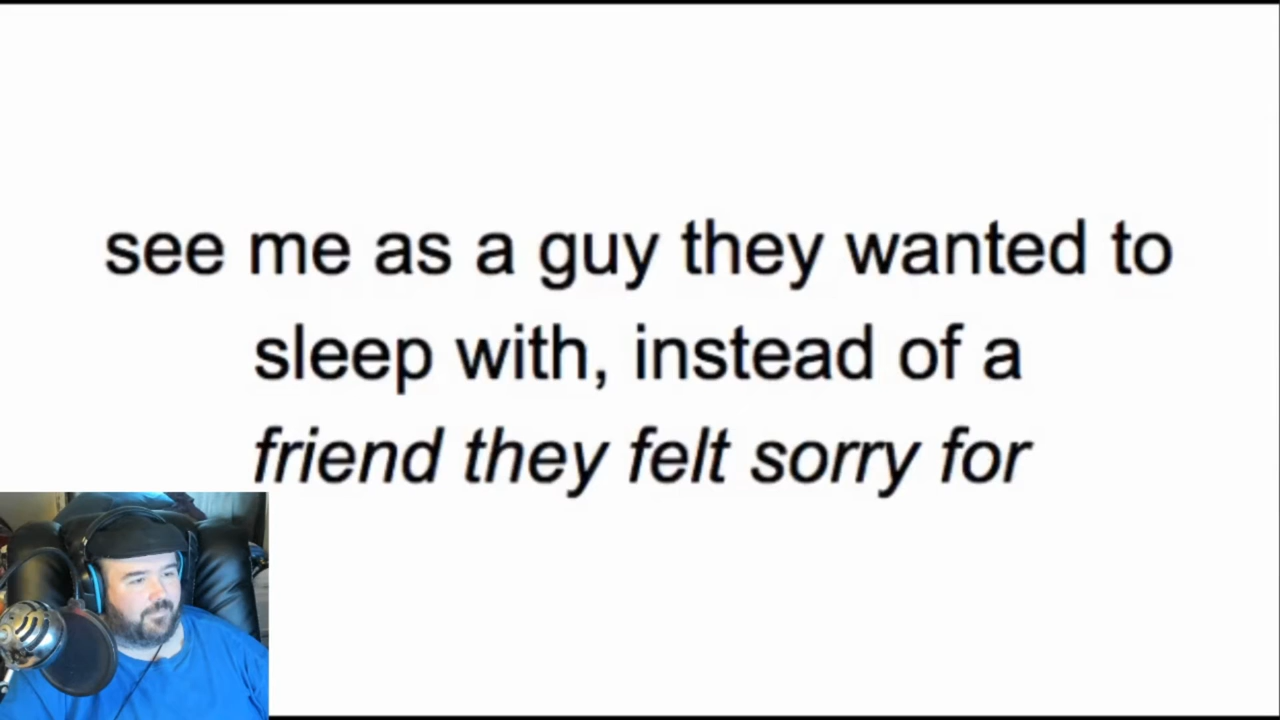 see me as a guy they wanted to
sleep with, instead of a
friend they felt sorry for